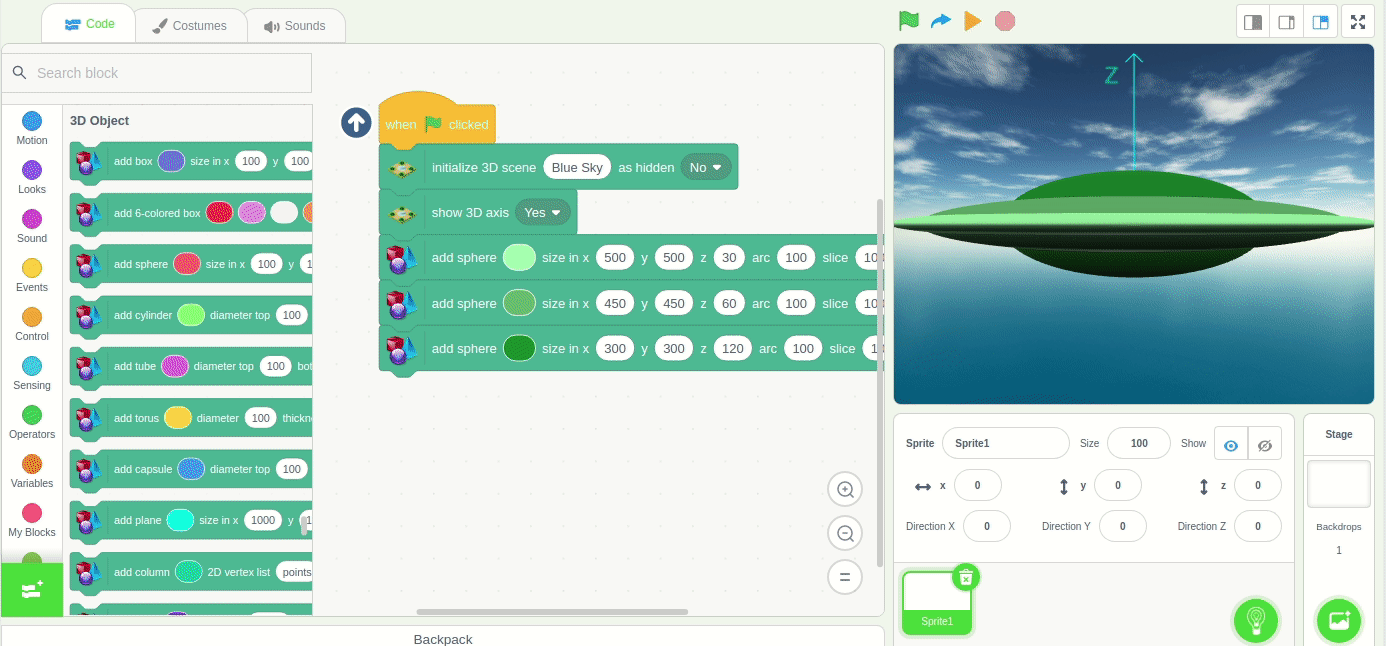 Code Costumes Sounds
Search block
Motion
Looks
Sound
Events
Control
Sensing
Operators
Variables
My Blocks
3D Object
add box size in x 100 y 100
add 6-colored box
add sphere size in x 100 y 1
add cylinder diameter top 100
add tube diameter top 100 bot
add torus diameter 100 thickn
add capsule diameter top 100
add plane size in x 1000 y 1
add column 2D vertex list points
when clicked
initialize 3D scene Blue Sky as hidden No
show 3D axis Yes
add sphere size in x 500 y 500 z 30 arc 100 slice 10
add sphere size in x 450 y 450 z 60 arc 100 slice 10
add sphere size in x 300 y 300 z 120 arc 100 slice 1
Backpack
Z
Sprite Sprite1 Size 100 Show
x 0 y 0 z 0
Direction X 0 Direction Y 0 Direction Z 0
Sprite1
Stage
Backdrops
1